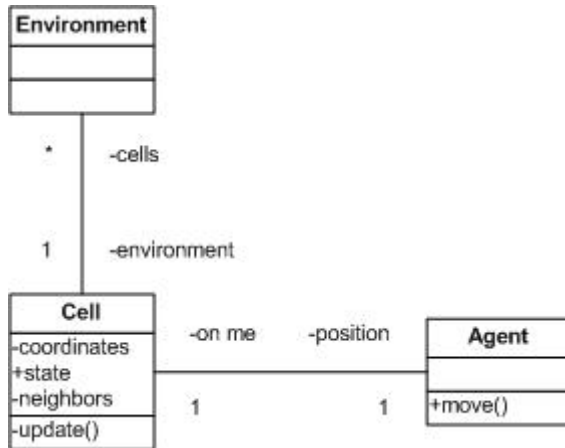 Environment
* -cells
1 -environment
Cell
-coordinates
+state
-neighbors
-update()
-on me -position
1 1
Agent
+move()